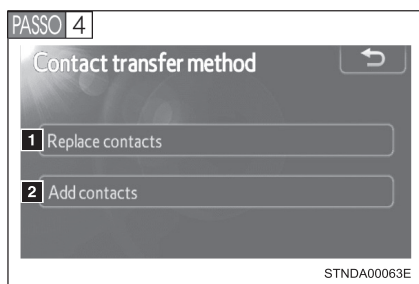 PASSO 4
Contact transfer method
1 Replace contacts
2 Add contacts
STNDA00063E